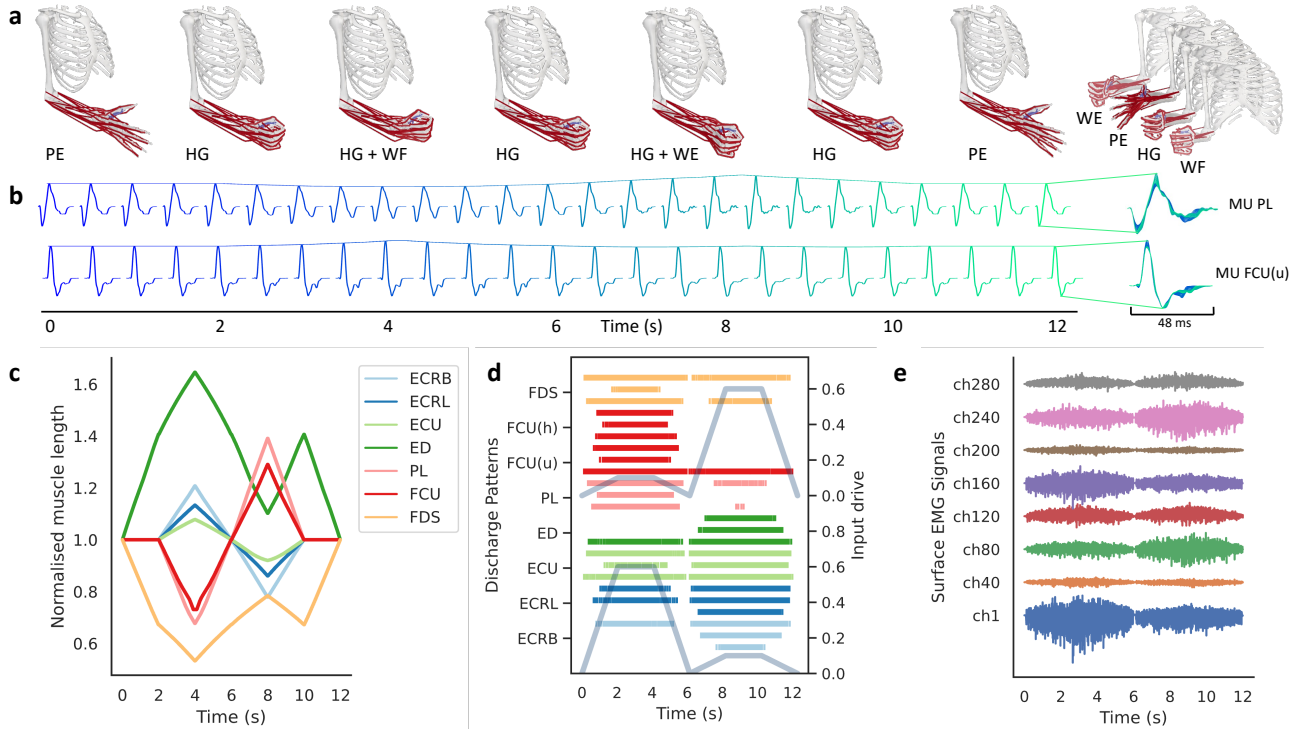 a
PE
HG
HG + WF
HG
HG + WE
HG
PE
WE
PE
HG
WF
b
MU PL
MU FCU(u)
0 2 4 6 Time (s) 8 10 12
48 ms
c
Normalised muscle length
1.6
1.4
1.2
1.0
0.8
0.6
0 2 4 6 8 10 12
Time (s)
ECRB
ECRL
ECU
ED
PL
FCU
FDS
d
Discharge Patterns
FDS
FCU(h)
FCU(u)
PL
ED
ECU
ECRL
ECRB
0.6
0.4
0.2
0.0
0.8
0.6
0.4
0.2
0.0
Input drive
0 2 4 6 8 10 12
Time (s)
e
Surface EMG Signals
ch280
ch240
ch200
ch160
ch120
ch80
ch40
ch1
0 2 4 6 8 10 12
Time (s)